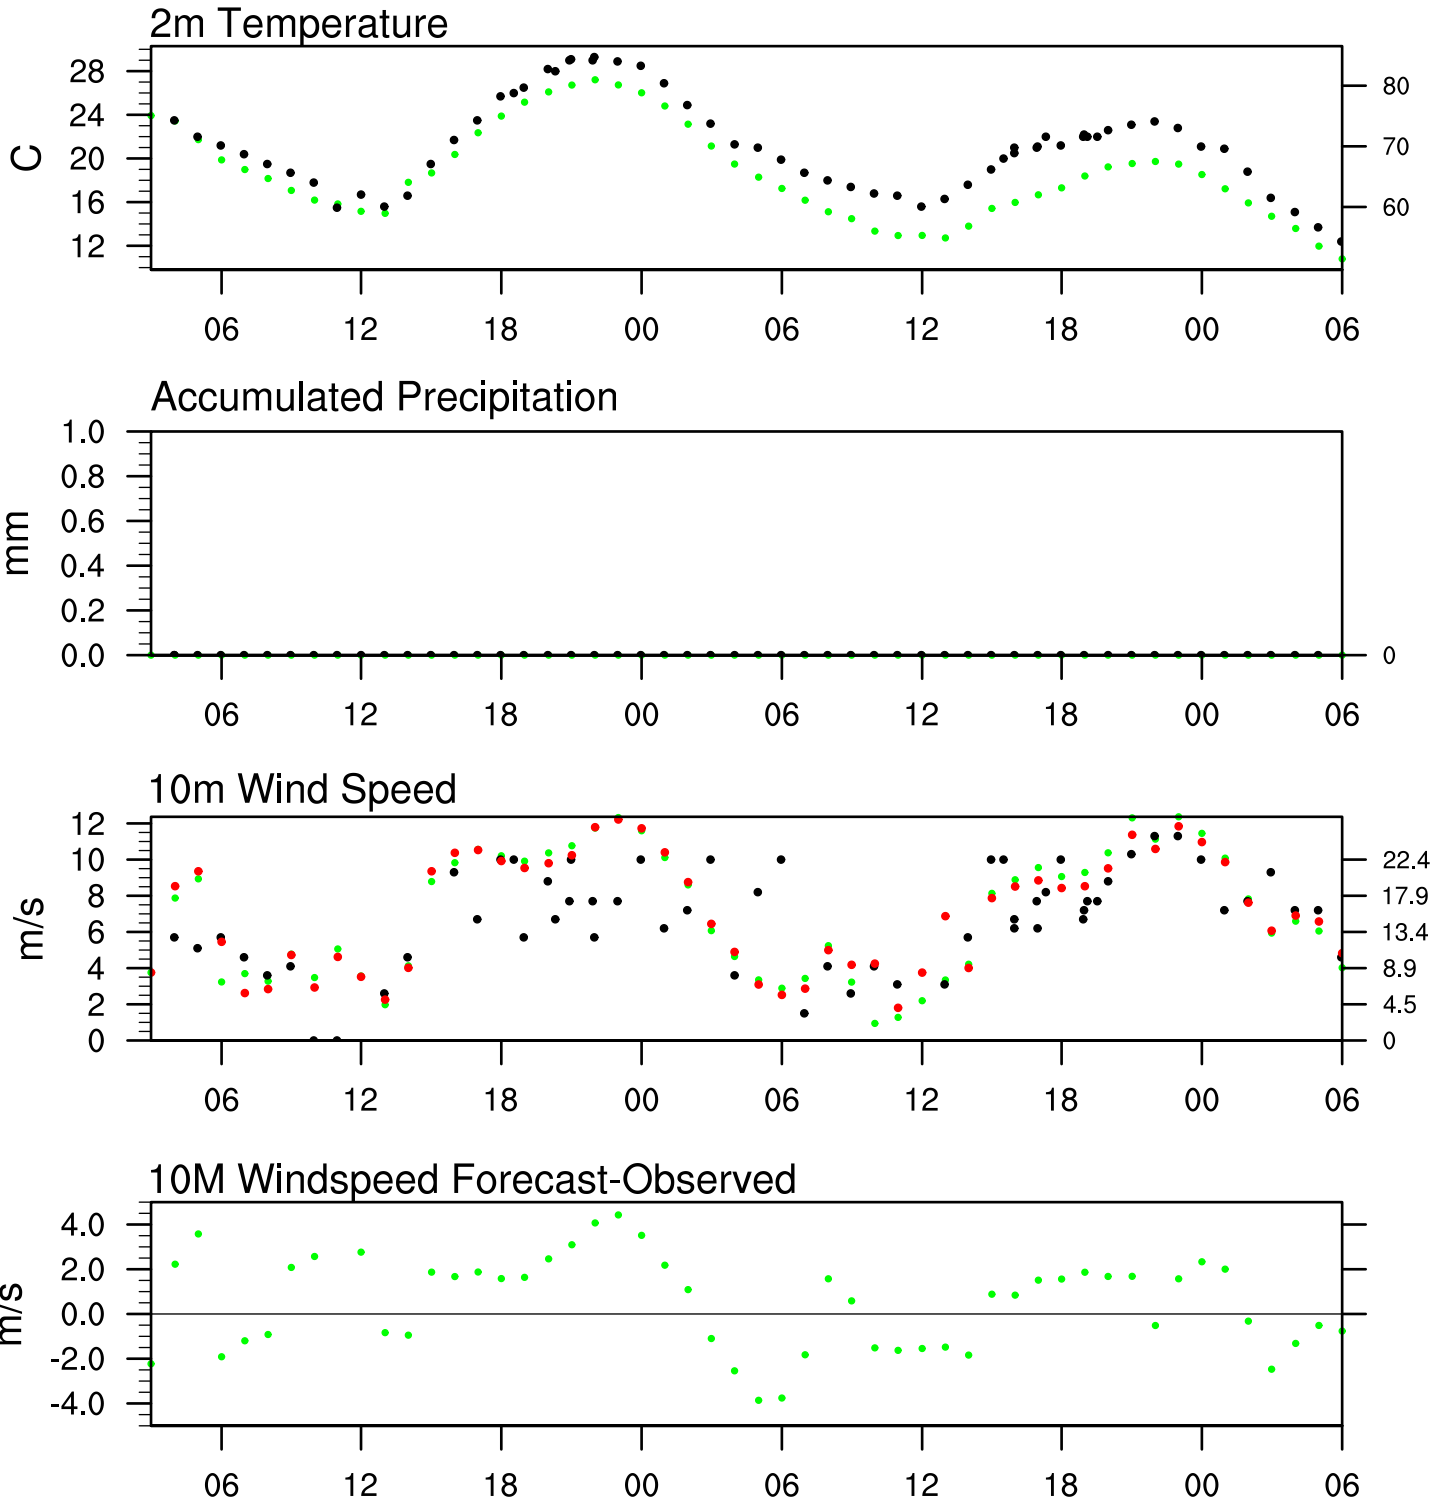 2m Temperature
28
24
20
16
12
C
80
70
60
06 12 18 00 06 12 18 00 06
Accumulated Precipitation
1.0
0.8
0.6
0.4
0.2
0.0
mm
0
06 12 18 00 06 12 18 00 06
10m Wind Speed
12
10
8
6
4
2
0
m/s
22.4
17.9
13.4
8.9
4.5
0
06 12 18 00 06 12 18 00 06
10M Windspeed Forecast-Observed
4.0
2.0
0.0
-2.0
-4.0
m/s
06 12 18 00 06 12 18 00 06